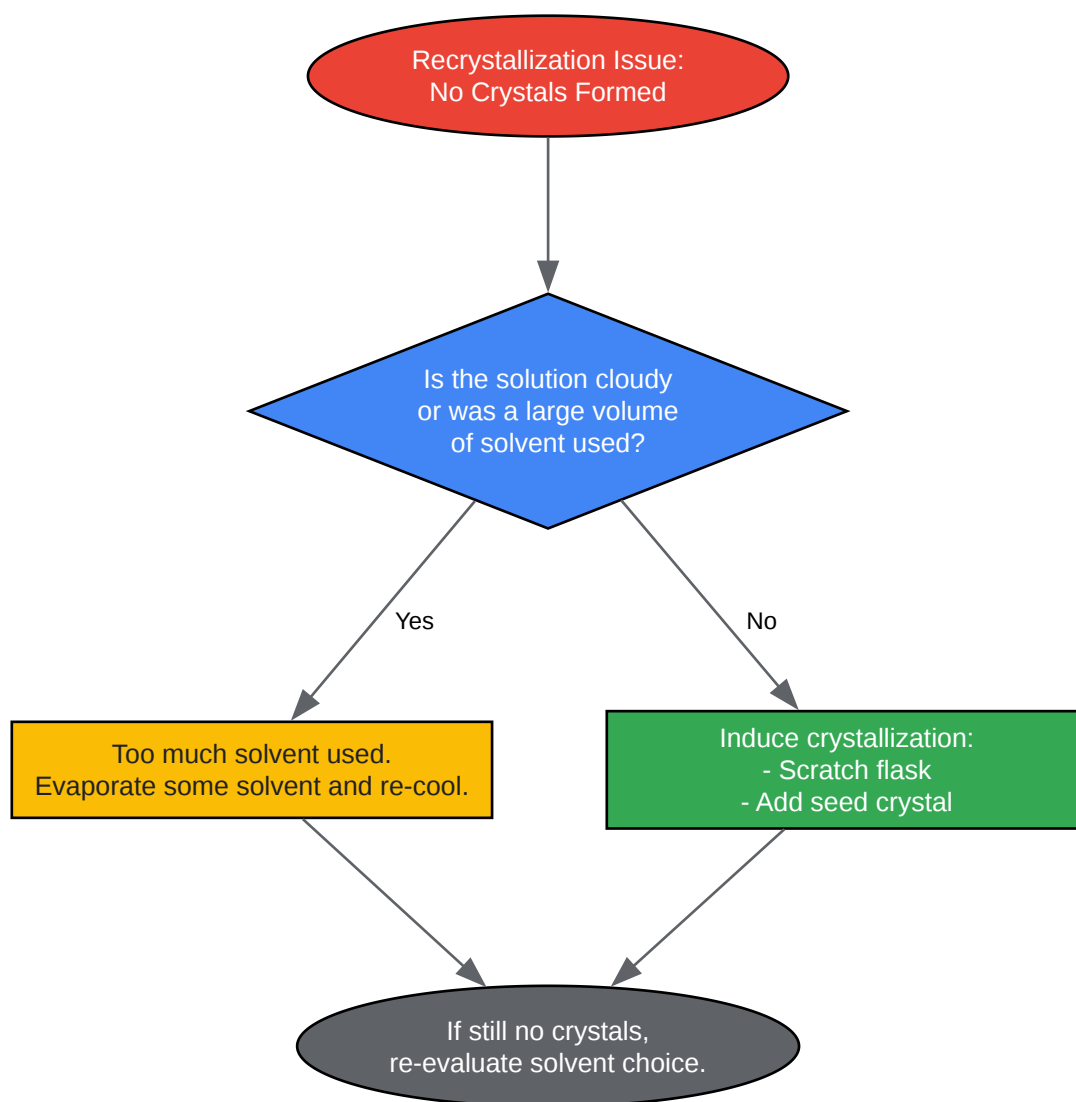 Recrystallization Issue:
No Crystals Formed
Is the solution cloudy
or was a large volume
of solvent used?
Yes
No
Too much solvent used.
Evaporate some solvent and re-cool.
Induce crystallization:
- Scratch flask
- Add seed crystal
If still no crystals,
re-evaluate solvent choice.